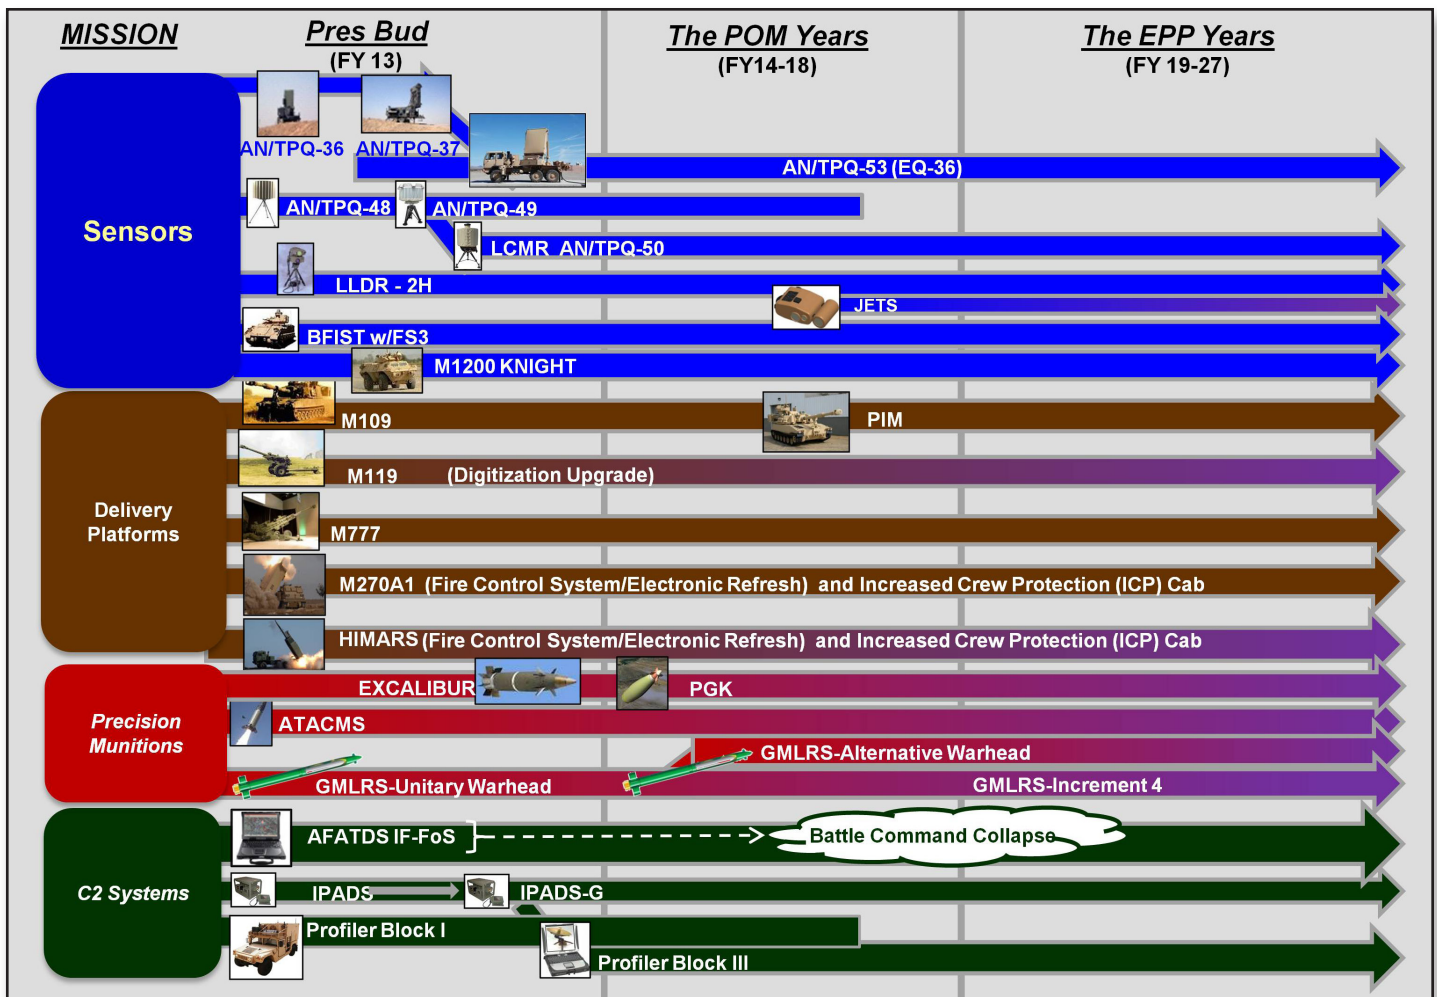 MISSION
Pres Bud
(FY 13)
The POM Years
(FY14-18)
The EPP Years
(FY 19-27)
Sensors
AN/TPQ-36
AN/TPQ-37
AN/TPQ-53 (EQ-36)
AN/TPQ-48
AN/TPQ-49
LCMR AN/TPQ-50
LLDR - 2H
JETS
BFIST w/FS3
M1200 KNIGHT
Delivery
Platforms
M109
PIM
M119
(Digitization Upgrade)
M777
M270A1 (Fire Control System/Electronic Refresh) and Increased Crew Protection (ICP) Cab
HIMARS (Fire Control System/Electronic Refresh) and Increased Crew Protection (ICP) Cab
Precision
Munitions
EXCALIBUR
PGK
ATACMS
GMLRS-Alternative Warhead
GMLRS-Unitary Warhead
GMLRS-Increment 4
C2 Systems
AFATDS IF-FoS
Battle Command Collapse
IPADS
IPADS-G
Profiler Block I
Profiler Block III